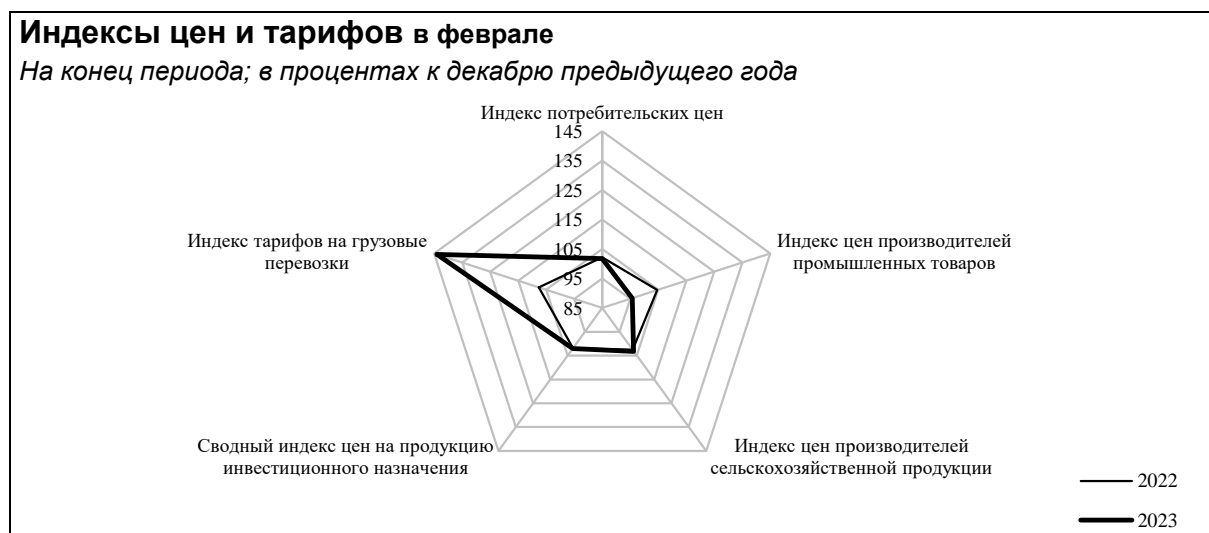 Индексы цен и тарифов в феврале
На конец периода; в процентах к декабрю предыдущего года
Индекс потребительских цен
145
135
125
115
105
95
85
Индекс тарифов на грузовые
перевозки
Индекс цен производителей
промышленных товаров
Сводный индекс цен на продукцию
инвестиционного назначения
Индекс цен производителей
сельскохозяйственной продукции
2022
2023